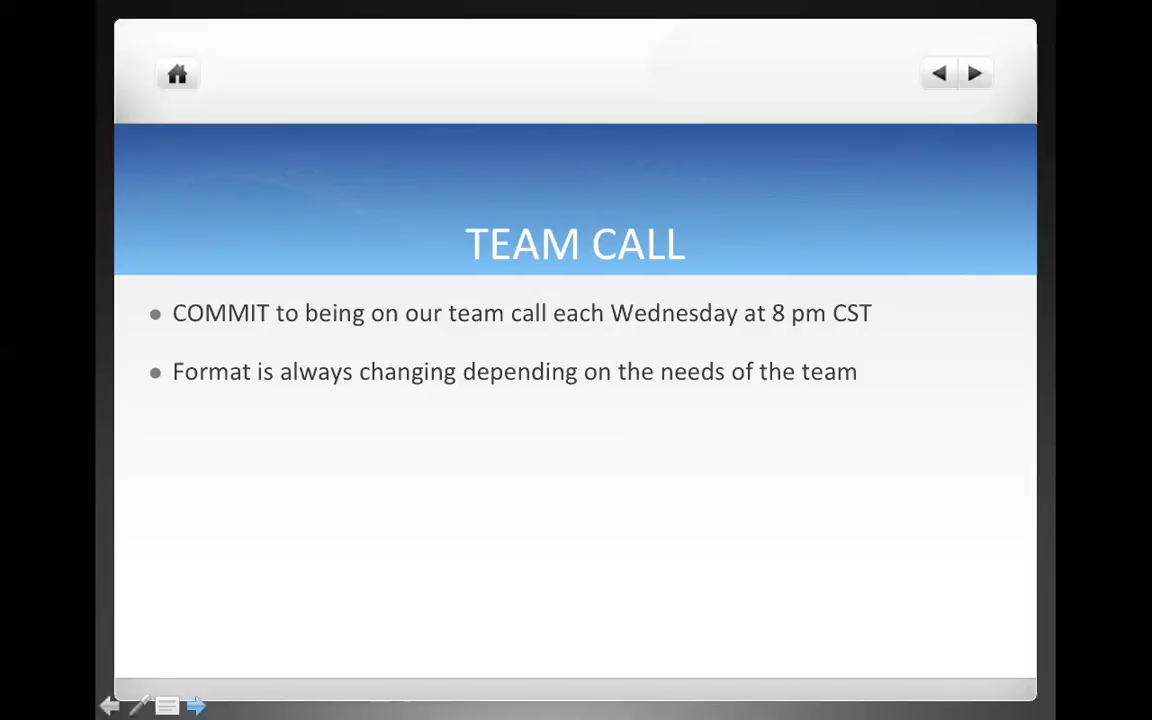 TEAM CALL
COMMIT to being on our team call each Wednesday at 8 pm CST
Format is always changing depending on the needs of the team